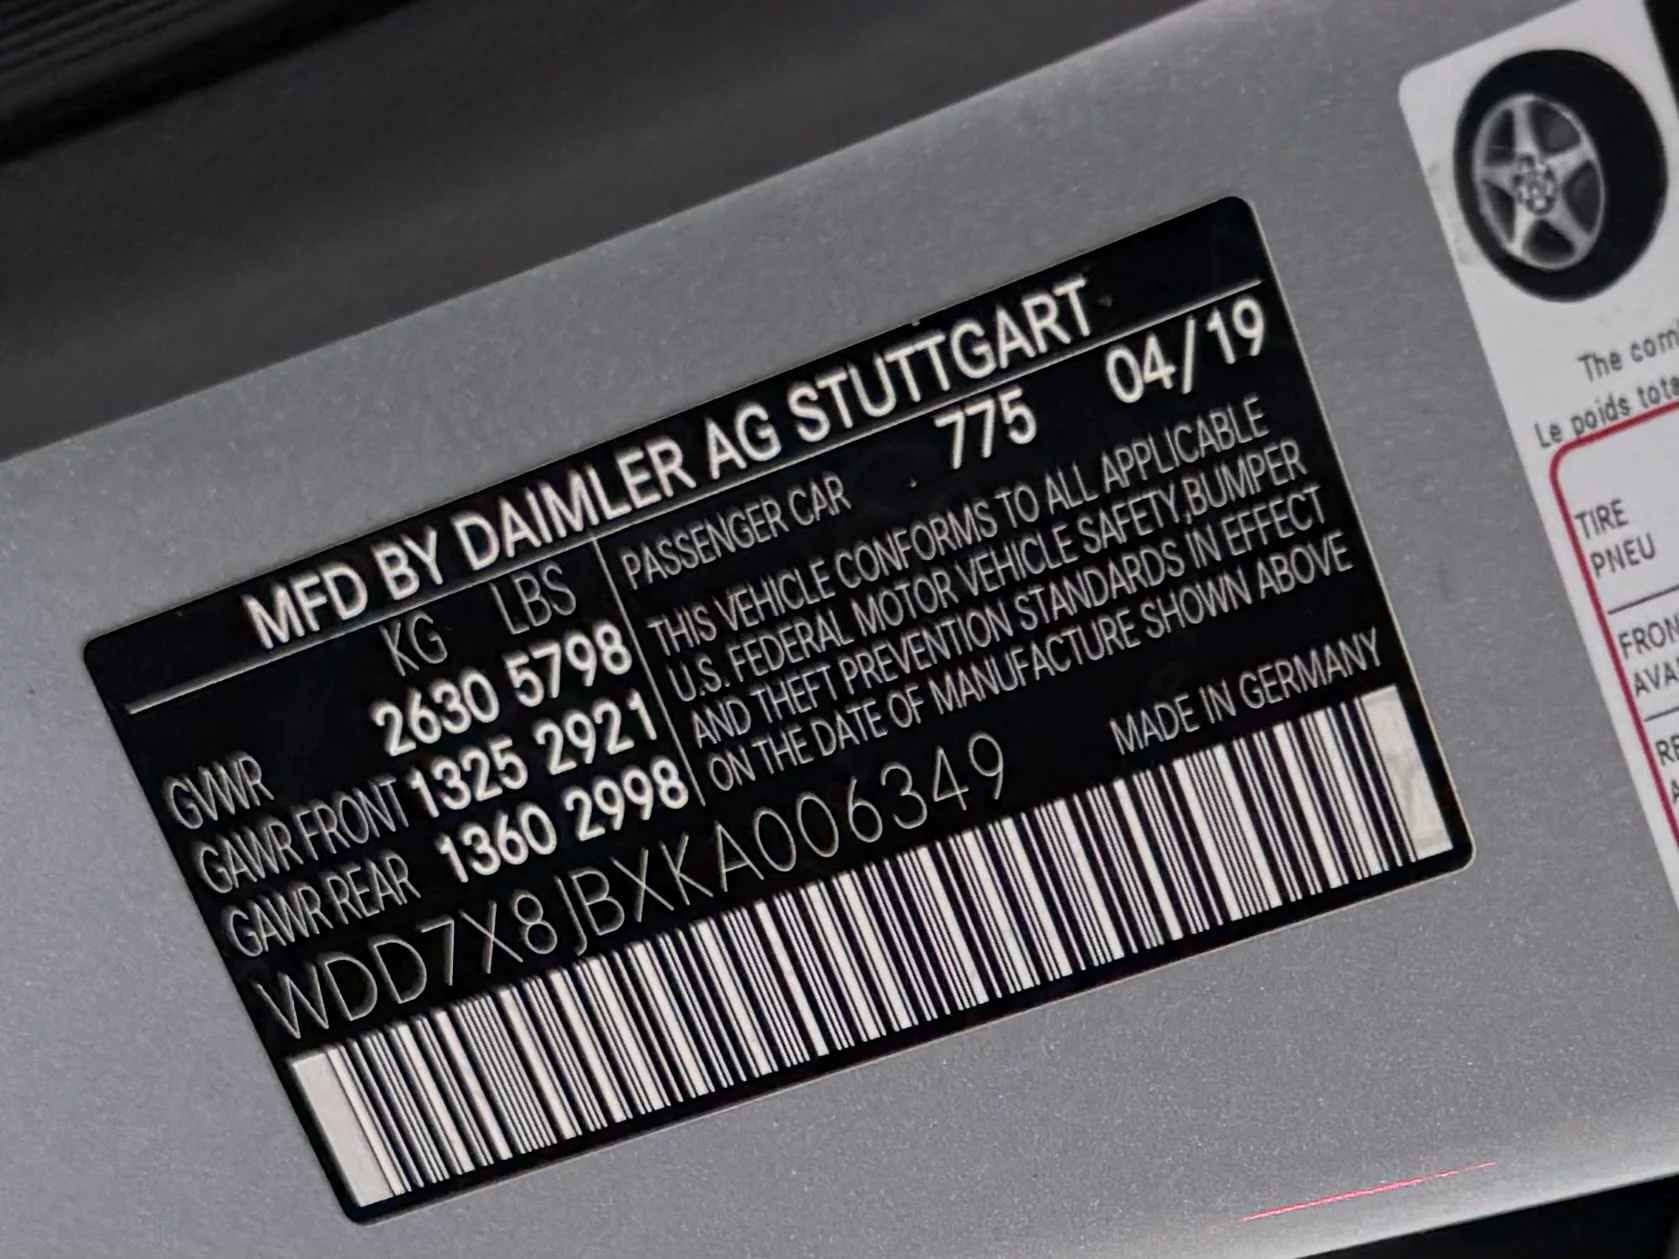 MFD BY DAIMLER AG STUTTGART
KG LBS
GVWR 2630 5798
GAWR FRONT 1325 2921
GAWR REAR 1360 2998
PASSENGER CAR 775 04/19
THIS VEHICLE CONFORMS TO ALL APPLICABLE
U.S. FEDERAL MOTOR VEHICLE SAFETY,BUMPER
AND THEFT PREVENTION STANDARDS IN EFFECT
ON THE DATE OF MANUFACTURE SHOWN ABOVE
WDD7X8JBXKA006349 MADE IN GERMANY
The com
Le poids tota
TIRE
PNEU
FRON
AVA
RE